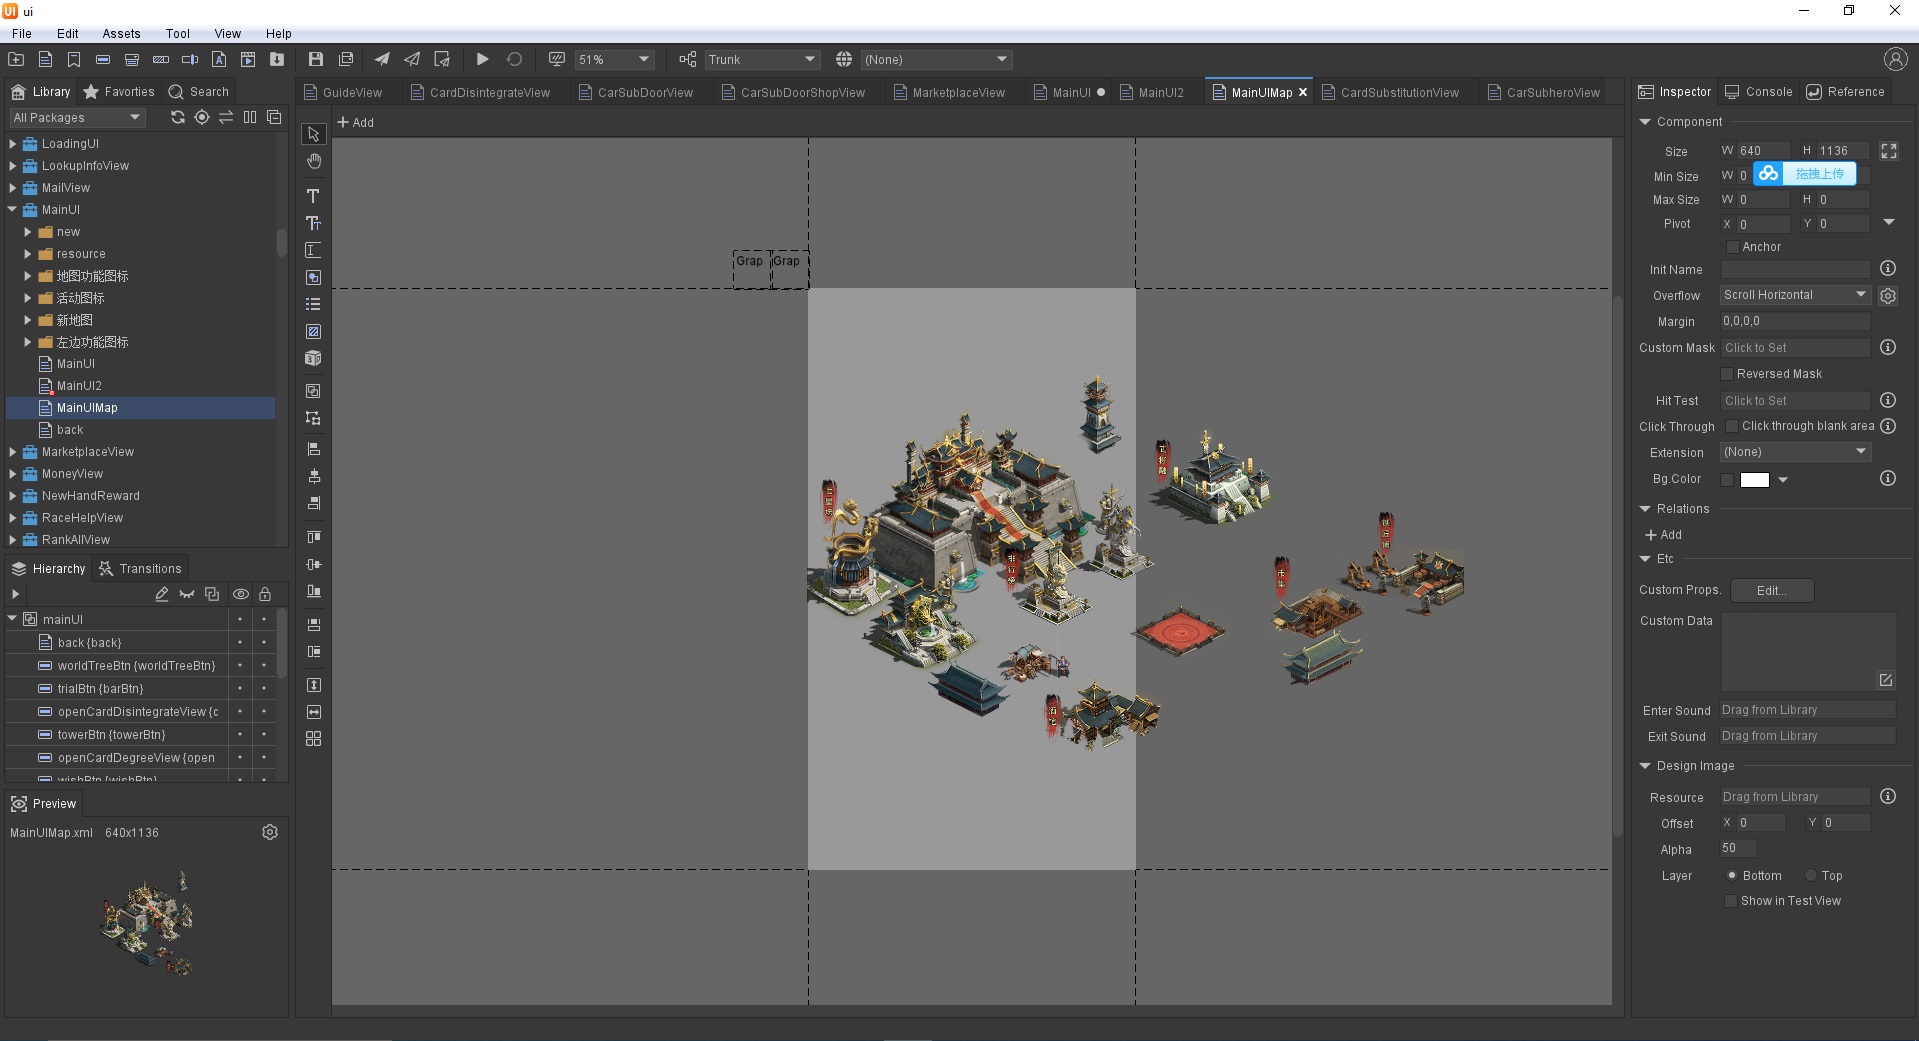 ui
File Edit Assets Tool View Help
51% Trunk (None)
Library Favorties Search
All Packages
LoadingUI
LookupInfoView
MailView
MainUI
new
resource
地图功能图标
活动图标
新地图
左边功能图标
MainUI
MainUI2
MainUIMap
back
MarketplaceView
MoneyView
NewHandReward
RaceHelpView
RankAllView
Hierarchy Transitions
mainUI
back {back}
worldTreeBtn {worldTreeBtn}
trialBtn {barBtn}
openCardDisintegrateView {c
towerBtn {towerBtn}
openCardDegreeView {open
wishBtn {wishBtn}
Preview
MainUIMap.xml 640x1136
GuideView CardDisintegrateView CarSubDoorView CarSubDoorShopView MarketplaceView MainUI MainUI2 MainUIMap CardSubstitutionView CarSubheroView
Add
Grap Grap
排行榜
市集
酒馆
Inspector Console Reference
Component
Size W 640 H 1136
Min Size W 0
拖拽上传
Max Size W 0 H 0
Pivot X 0 Y 0
Anchor
Init Name
Overflow Scroll Horizontal
Margin 0,0,0,0
Custom Mask Click to Set
Reversed Mask
Hit Test Click to Set
Click Through Click through blank area
Extension (None)
Bg.Color
Relations
Add
Etc
Custom Props. Edit...
Custom Data
Enter Sound Drag from Library
Exit Sound Drag from Library
Design Image
Resource Drag from Library
Offset X 0 Y 0
Alpha 50
Layer Bottom Top
Show in Test View